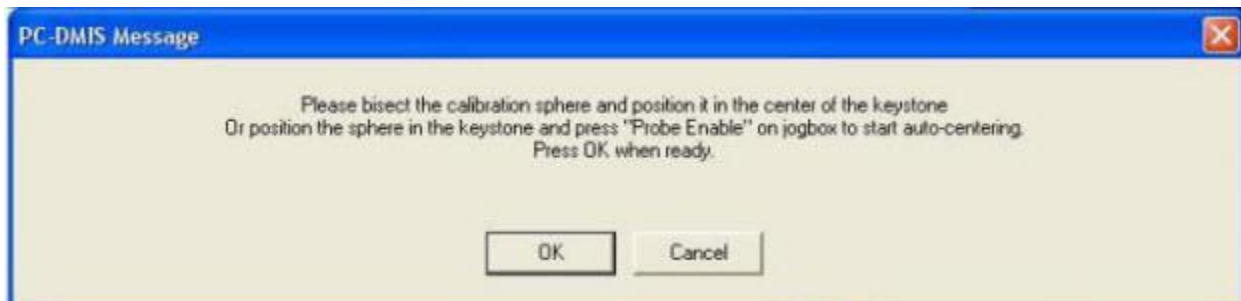 PC-DMIS Message
Please bisect the calibration sphere and position it in the center of the keystone
Or position the sphere in the keystone and press "Probe Enable" on jogbox to start auto-centering.
Press OK when ready.
OK
Cancel